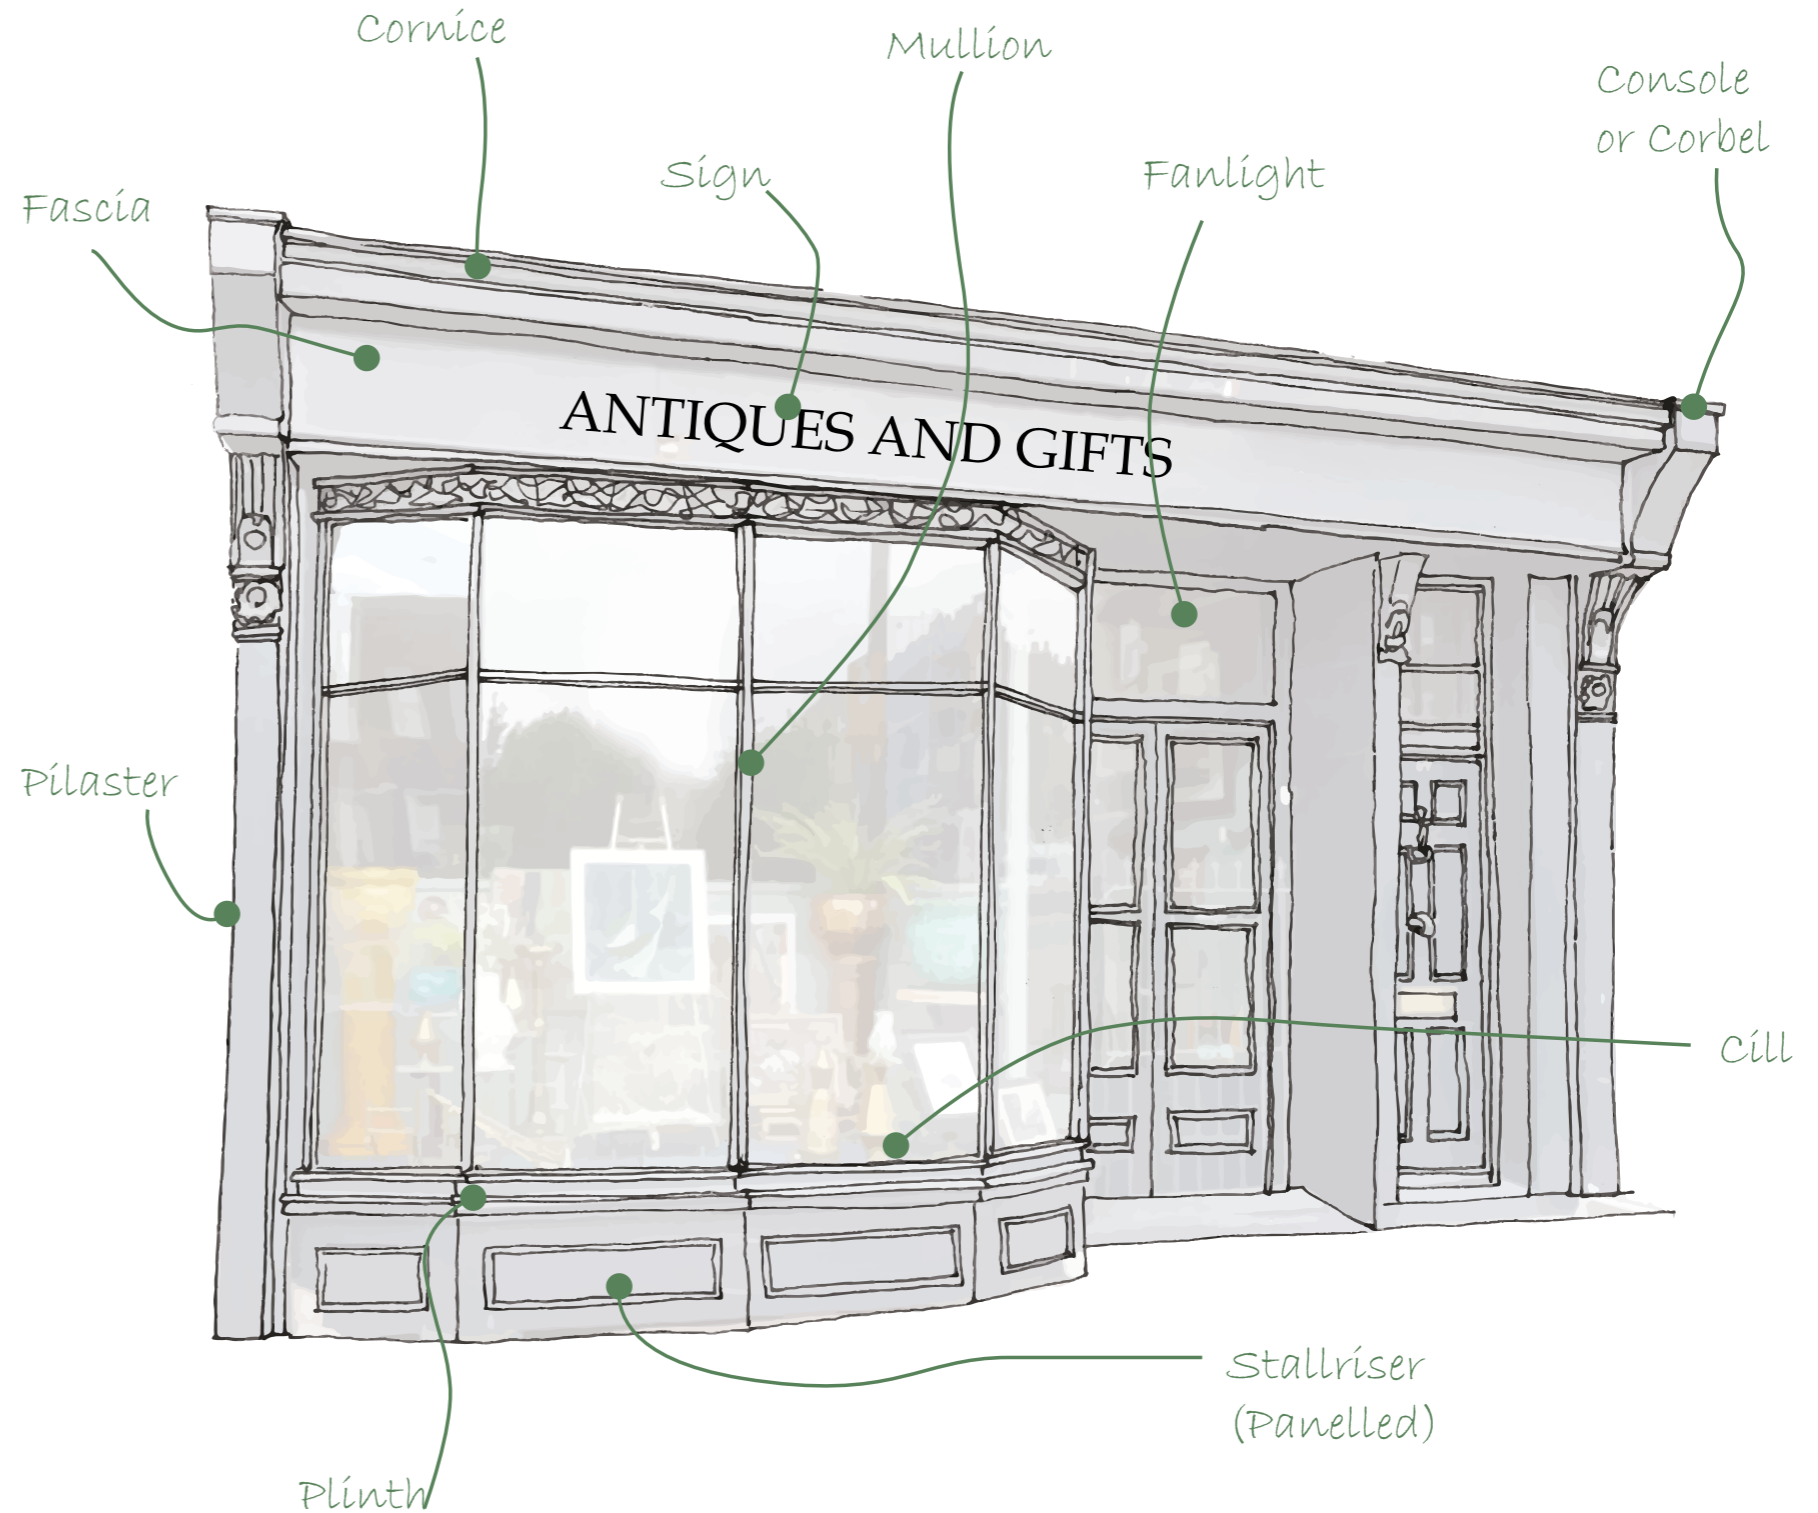 Cornice
Mullion
Console
or Corbel
Sign
Fanlight
Fascia
ANTIQUES AND GIFTS
Pilaster
Cill
Stallriser
(Panelled)
Plinth